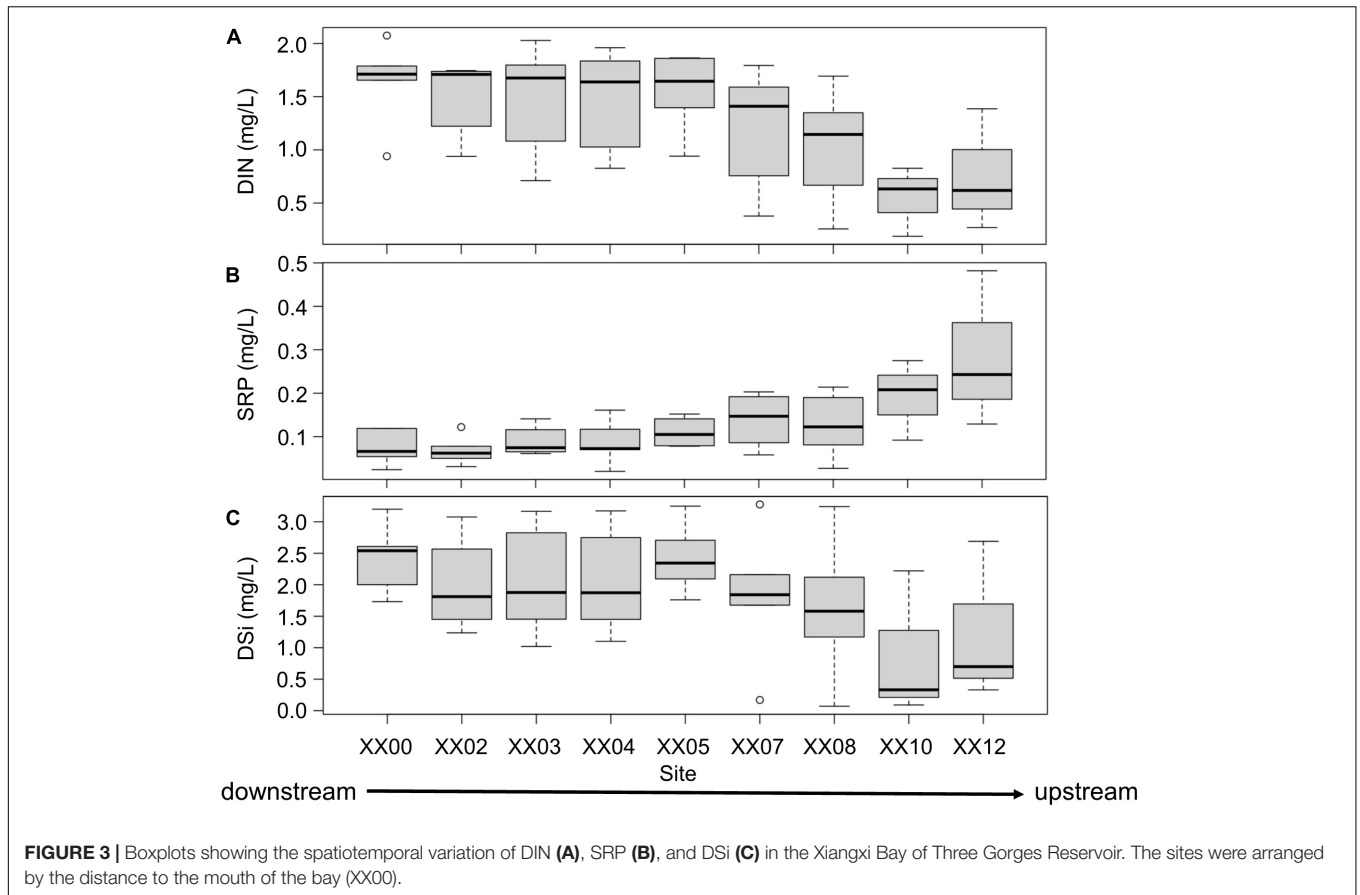 A
DIN (mg/L)
2.0
1.5
1.0
0.5
B
SRP (mg/L)
0.5
0.4
0.3
0.2
0.1
C
DSi (mg/L)
3.0
2.5
2.0
1.5
1.0
0.5
0.0
XX00 XX02 XX03 XX04 XX05 XX07 XX08 XX10 XX12
Site
downstream upstream
FIGURE 3 | Boxplots showing the spatiotemporal variation of DIN (A), SRP (B), and DSi (C) in the Xiangxi Bay of Three Gorges Reservoir. The sites were arranged
by the distance to the mouth of the bay (XX00).